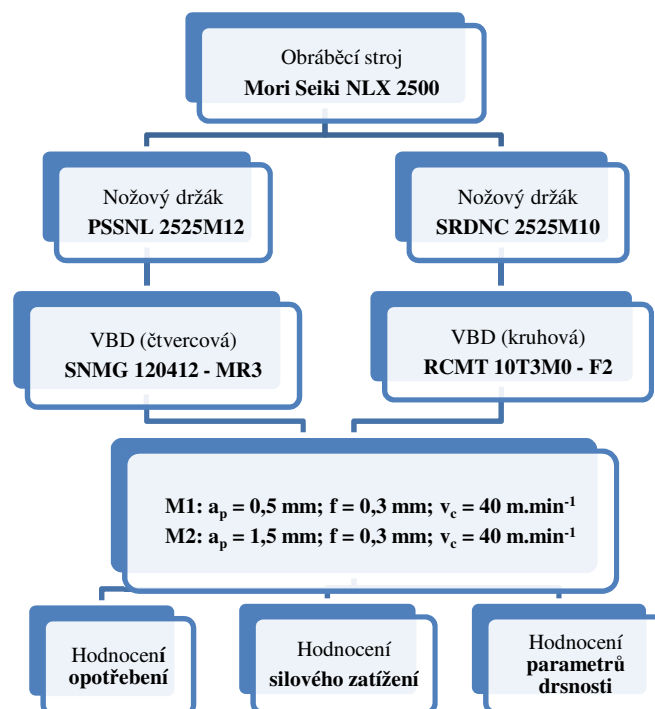 Obráběcí stroj
Mori Seiki NLX 2500
Nožový držák
PSSNL 2525M12
Nožový držák
SRDNC 2525M10
VBD (čtvercová)
SNMG 120412 - MR3
VBD (kruhová)
RCMT 10T3M0 - F2
M1: aₚ = 0,5 mm; f = 0,3 mm; v꜀ = 40 m.min⁻¹
M2: aₚ = 1,5 mm; f = 0,3 mm; v꜀ = 40 m.min⁻¹
Hodnocení
opotřebení
Hodnocení
silového zatížení
Hodnocení
parametrů
drsnosti